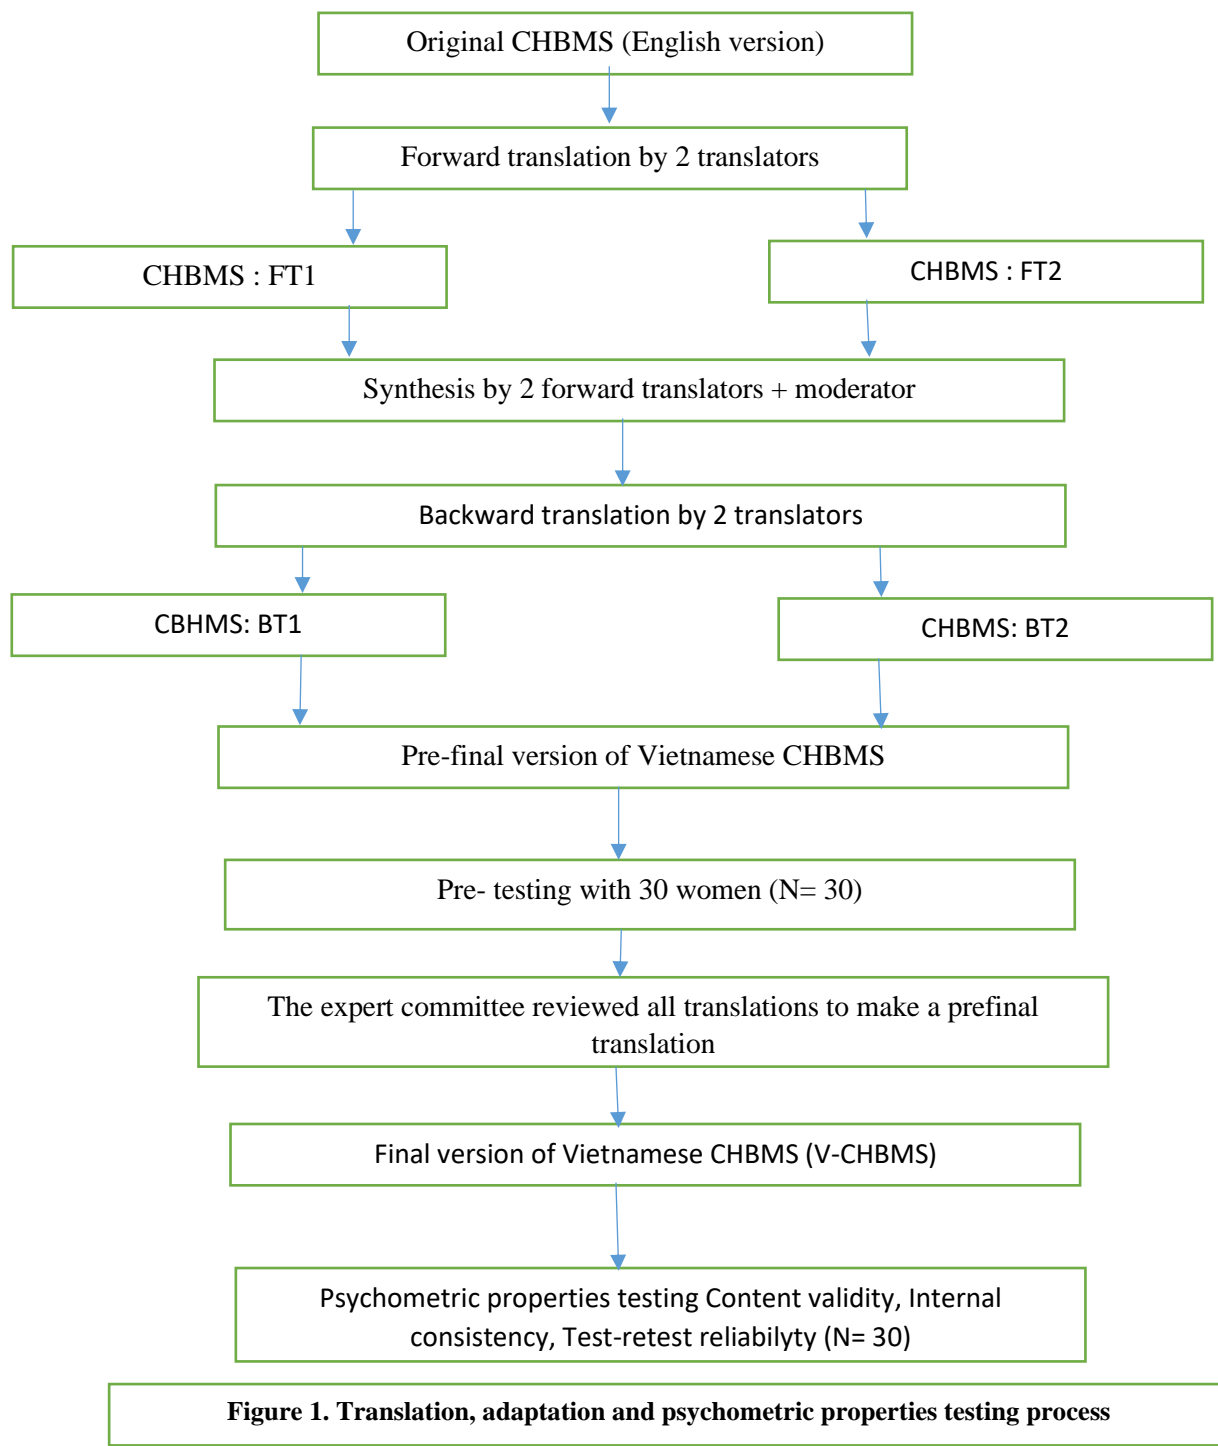 Original CHBMS (English version)
Forward translation by 2 translators
CHBMS : FT1
CHBMS : FT2
Synthesis by 2 forward translators + moderator
Backward translation by 2 translators
CBHMS: BT1
CHBMS: BT2
Pre-final version of Vietnamese CHBMS
Pre- testing with 30 women (N= 30)
The expert committee reviewed all translations to make a prefinal
translation
Final version of Vietnamese CHBMS (V-CHBMS)
Psychometric properties testing Content validity, Internal
consistency, Test-retest reliabilyty (N= 30)
Figure 1. Translation, adaptation and psychometric properties testing process